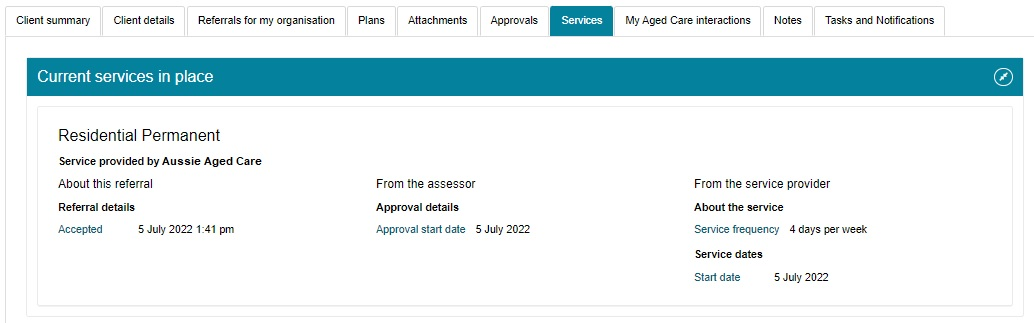 Client summary
Client details
Referrals for my organisation
Plans
Attachments
Approvals
Services
My Aged Care interactions
Notes
Tasks and Notifications
Current services in place
Residential Permanent
Service provided by Aussie Aged Care
About this referral
Referral details
Accepted 5 July 2022 1:41 pm
From the assessor
Approval details
Approval start date 5 July 2022
From the service provider
About the service
Service frequency 4 days per week
Service dates
Start date 5 July 2022